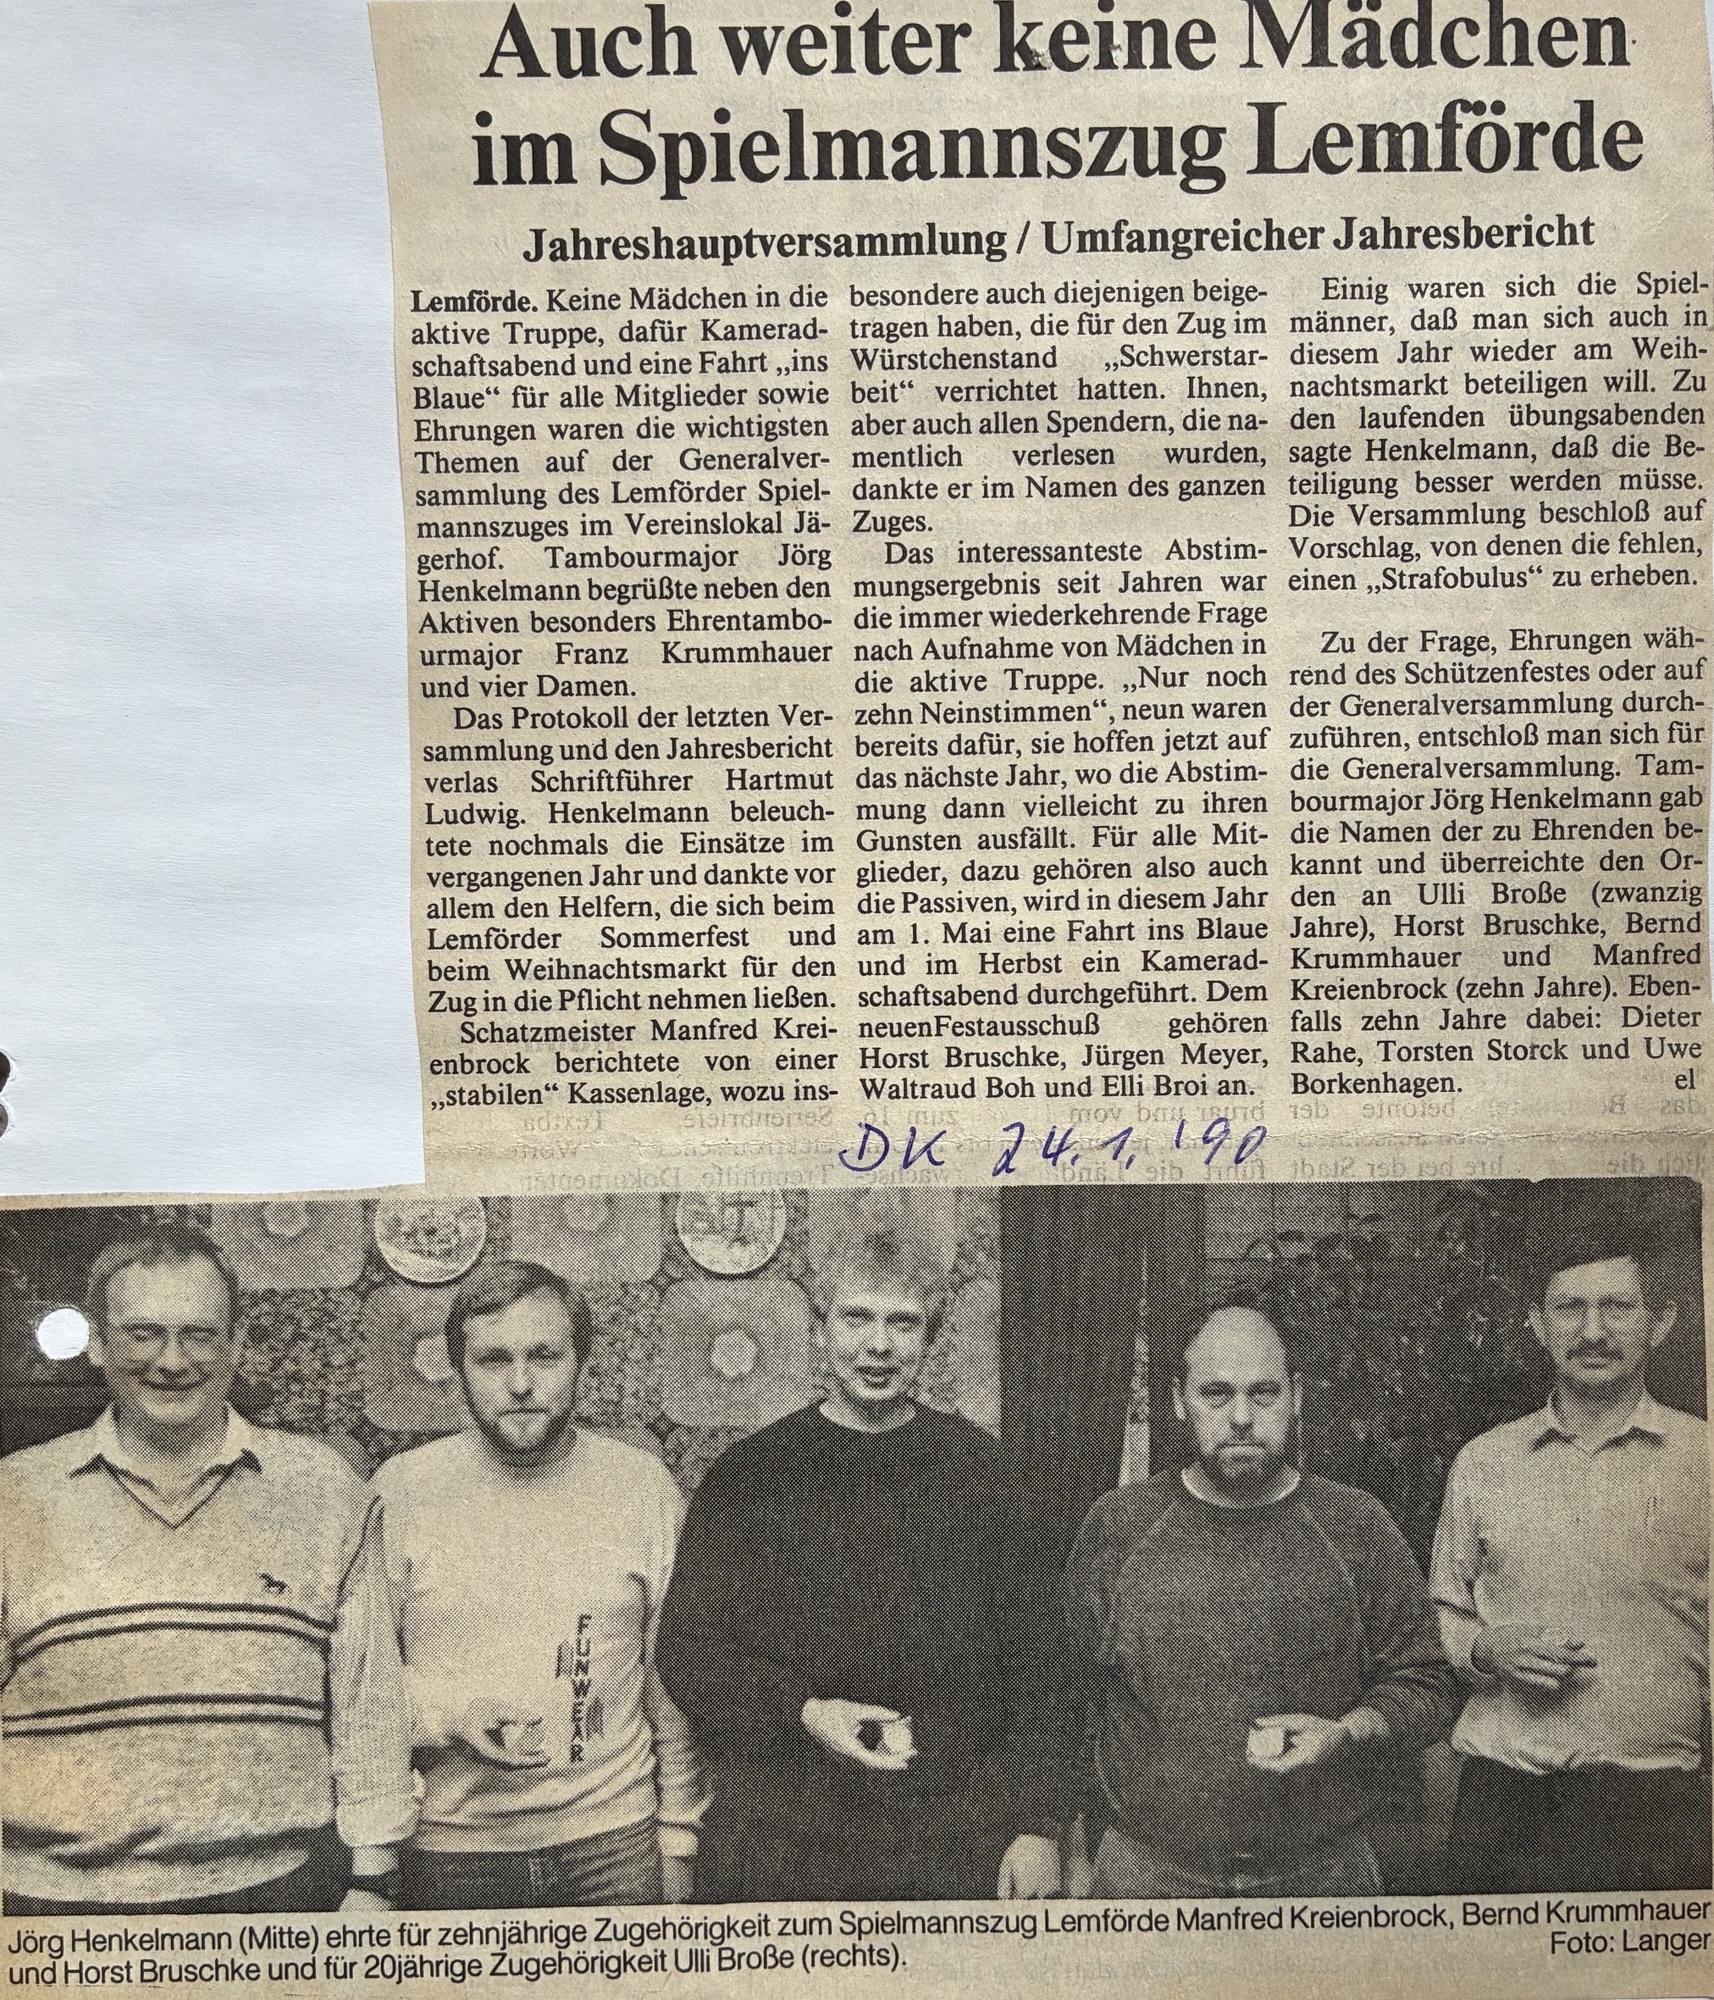 Auch weiter keine Mädchen
im Spielmannszug Lemförde
Jahreshauptversammlung / Umfangreicher Jahresbericht
Lemförde. Keine Mädchen in die
aktive Truppe, dafür Kamerad-
schaftsabend und eine Fahrt „ins
Blaue“ für alle Mitglieder sowie
Ehrungen waren die wichtigsten
Themen auf der Generalver-
sammlung des Lemförder Spiel-
mannszuges im Vereinslokal Jä-
gerhof. Tambourmajor Jörg
Henkelmann begrüßte neben den
Aktiven besonders Ehrentambo-
urmajor Franz Krummhauer
und vier Damen.
Das Protokoll der letzten Ver-
sammlung und den Jahresbericht
verlas Schriftführer Hartmut
Ludwig. Henkelmann beleuch-
tete nochmals die Einsätze im
vergangenen Jahr und dankte vor
allem den Helfern, die sich beim
Lemförder Sommerfest und
beim Weihnachtsmarkt für den
Zug in die Pflicht nehmen ließen.
Schatzmeister Manfred Krei-
enbrock berichtete von einer
„stabilen“ Kassenlage, wozu ins-
besondere auch diejenigen beige-
tragen haben, die für den Zug im
Würstchenstand „Schwerstar-
beit“ verrichtet hatten. Ihnen,
aber auch allen Spendern, die na-
mentlich verlesen wurden,
dankte er im Namen des ganzen
Zuges.
Das interessanteste Abstim-
mungsergebnis seit Jahren war
die immer wiederkehrende Frage
nach Aufnahme von Mädchen in
die aktive Truppe. „Nur noch
zehn Neinstimmen“, neun waren
bereits dafür, sie hoffen jetzt auf
das nächste Jahr, wo die Abstim-
mung dann vielleicht zu ihren
Gunsten ausfällt. Für alle Mit-
glieder, dazu gehören also auch
die Passiven, wird in diesem Jahr
am 1. Mai eine Fahrt ins Blaue
und im Herbst ein Kamerad-
schaftsabend durchgeführt. Dem
neuenFestausschuß gehören
Horst Bruschke, Jürgen Meyer,
Waltraud Boh und Elli Broi an.
Einig waren sich die Spiel-
männer, daß man sich auch in
diesem Jahr wieder am Weih-
nachtsmarkt beteiligen will. Zu
den laufenden übungsabenden
sagte Henkelmann, daß die Be-
teiligung besser werden müsse.
Die Versammlung beschloß auf
Vorschlag, von denen die fehlen,
einen „Strafobulus“ zu erheben.
Zu der Frage, Ehrungen wäh-
rend des Schützenfestes oder auf
der Generalversammlung durch-
zuführen, entschloß man sich für
die Generalversammlung. Tam-
bourmajor Jörg Henkelmann gab
die Namen der zu Ehrenden be-
kannt und überreichte den Or-
den an Ulli Broße (zwanzig
Jahre), Horst Bruschke, Bernd
Krummhauer und Manfred
Kreienbrock (zehn Jahre). Eben-
falls zehn Jahre dabei: Dieter
Rahe, Torsten Storck und Uwe
Borkenhagen. el
DK 24.1.'90
FUNWEAR
Jörg Henkelmann (Mitte) ehrte für zehnjährige Zugehörigkeit zum Spielmannszug Lemförde Manfred Kreienbrock, Bernd Krummhauer
und Horst Bruschke und für 20jährige Zugehörigkeit Ulli Broße (rechts). Foto: Langer